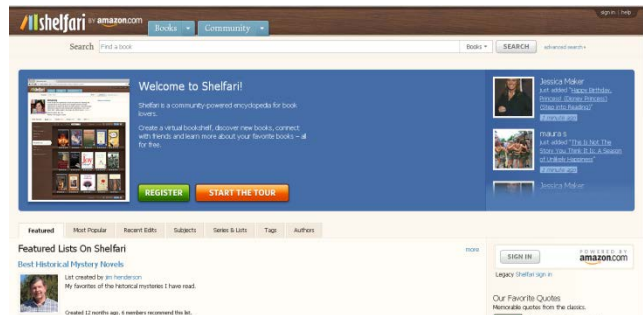 sign in | help
shelfari BY amazon.com
Books
Community
Search
Find a book
Books
SEARCH
advanced search »
Welcome to Shelfari!
Shelfari is a community-powered encyclopedia for book
lovers.
Create a virtual bookshelf, discover new books, connect
with friends and learn more about your favorite books – all
for free.
REGISTER
START THE TOUR
Jessica Maker
just added "Happy Birthday,
Princess! (Disney Princess)
(Step into Reading)"
1 minute ago
maura s
just added "This Is Not The
Story You Think It Is: A Season
of Unlikely Happiness"
1 minute ago
Jessica Maker
Featured
Most Popular
Recent Edits
Subjects
Series & Lists
Tags
Authors
Featured Lists On Shelfari
more
Best Historical Mystery Novels
List created by jim henderson
My favorites of the historical mysteries I have read.
Created 12 months ago, 6 members recommend this list.
SIGN IN
POWERED BY
amazon.com
Legacy Shelfari sign in
Our Favorite Quotes
Memorable quotes from the classics.